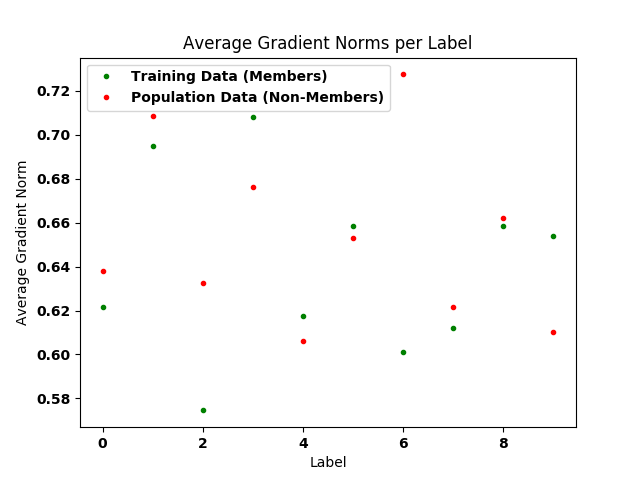 Average Gradient Norms per Label
Training Data (Members)
Population Data (Non-Members)
Average Gradient Norm
0.72
0.70
0.68
0.66
0.64
0.62
0.60
0.58
0 2 4 6 8
Label